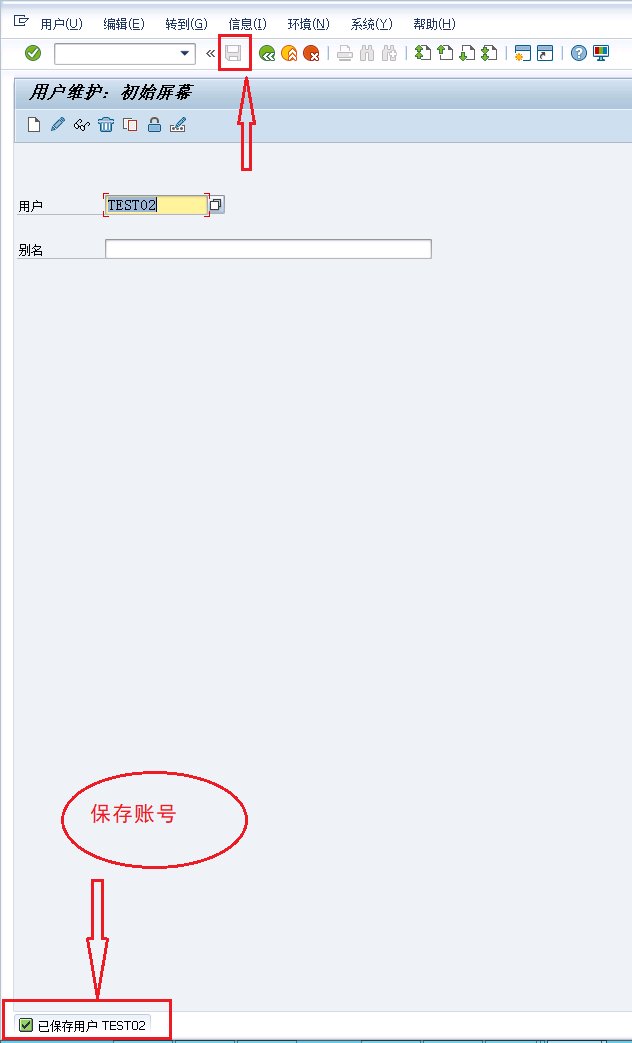 用户(U) 编辑(E) 转到(G) 信息(I) 环境(N) 系统(Y) 帮助(H)
用户维护：初始屏幕
用户 TEST02
别名
保存账号
已保存用户 TEST02